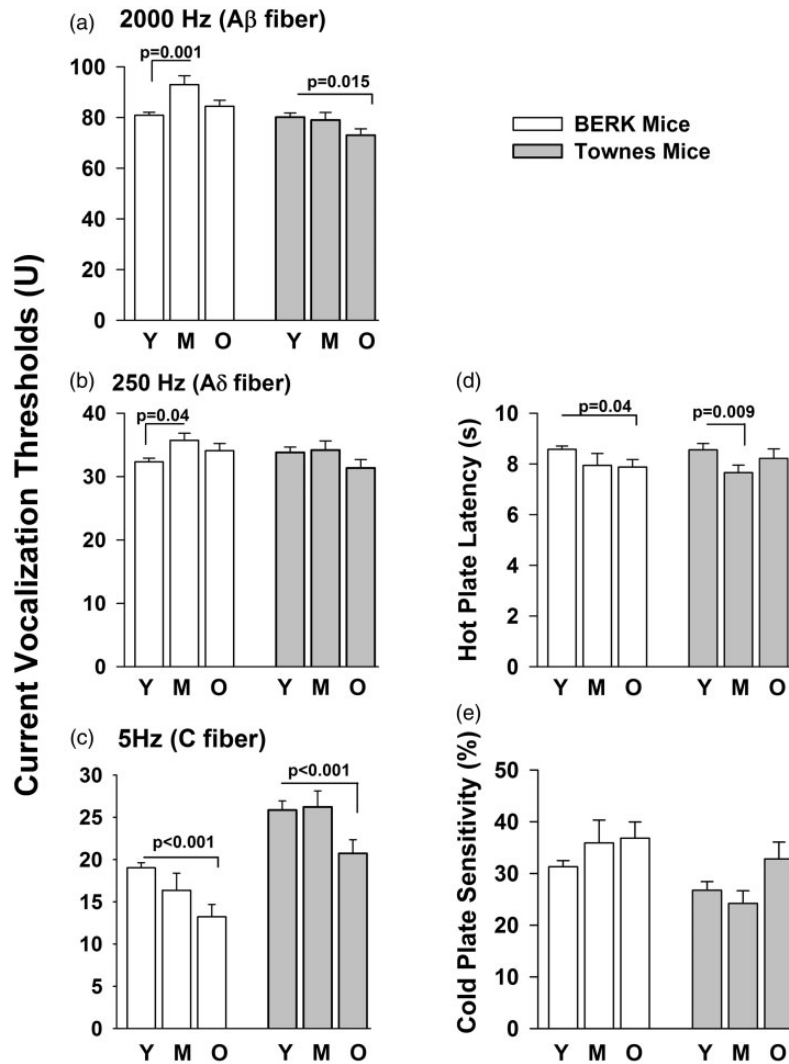 (a) 2000 Hz (Aβ fiber)
p=0.001
p=0.015
100
80
60
40
20
0
Y M O Y M O
BERK Mice
Townes Mice
Current Vocalization Thresholds (U)
(b) 250 Hz (Aδ fiber)
p=0.04
40
30
20
10
0
Y M O Y M O
(c) 5Hz (C fiber)
p<0.001
p<0.001
30
25
20
15
10
5
0
Y M O Y M O
(d)
p=0.04
p=0.009
Hot Plate Latency (s)
10
8
6
4
2
0
Y M O Y M O
(e)
Cold Plate Sensitivity (%)
50
40
30
20
10
0
Y M O Y M O